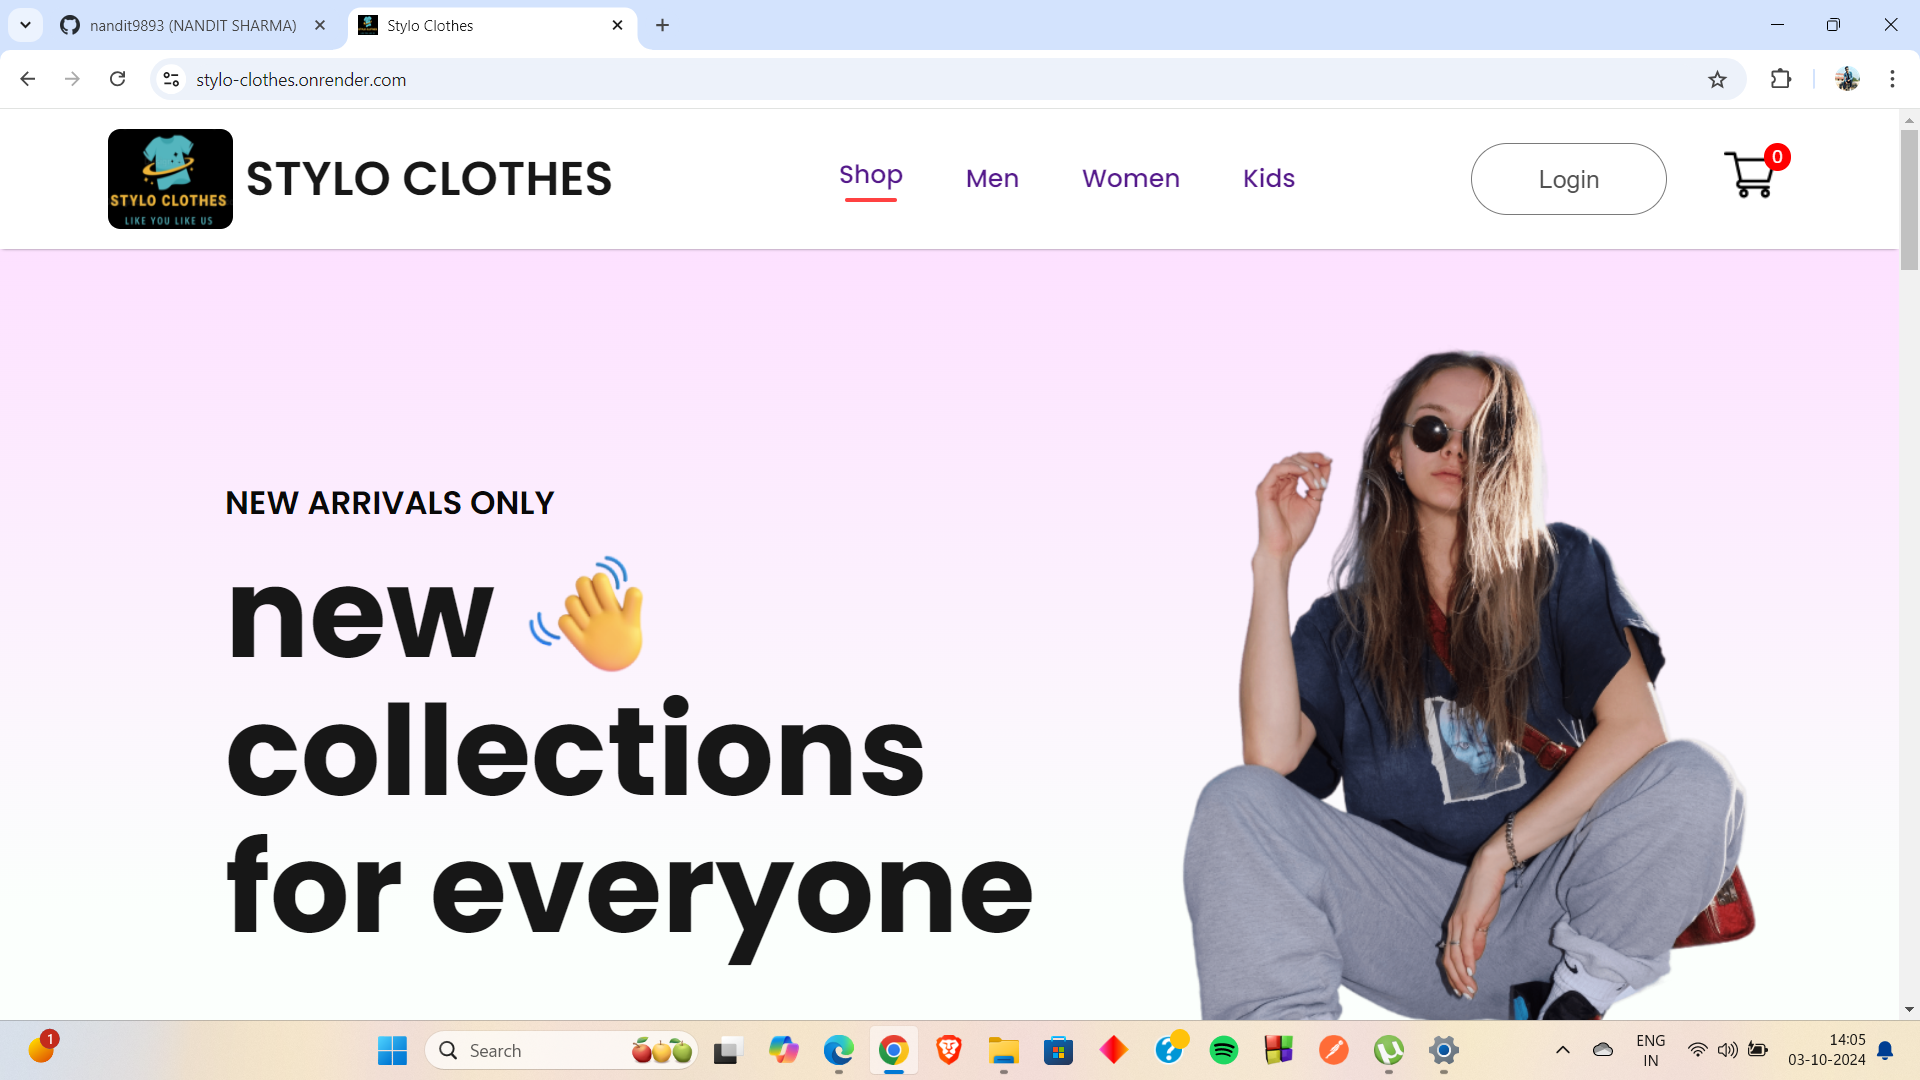 nandit9893 (NANDIT SHARMA)
Stylo Clothes
stylo-clothes.onrender.com
STYLO CLOTHES
LIKE YOU LIKE US
STYLO CLOTHES
Shop
Men
Women
Kids
Login
0
NEW ARRIVALS ONLY
new 👋
collections
for everyone
1
Search
ENG
IN
14:05
03-10-2024